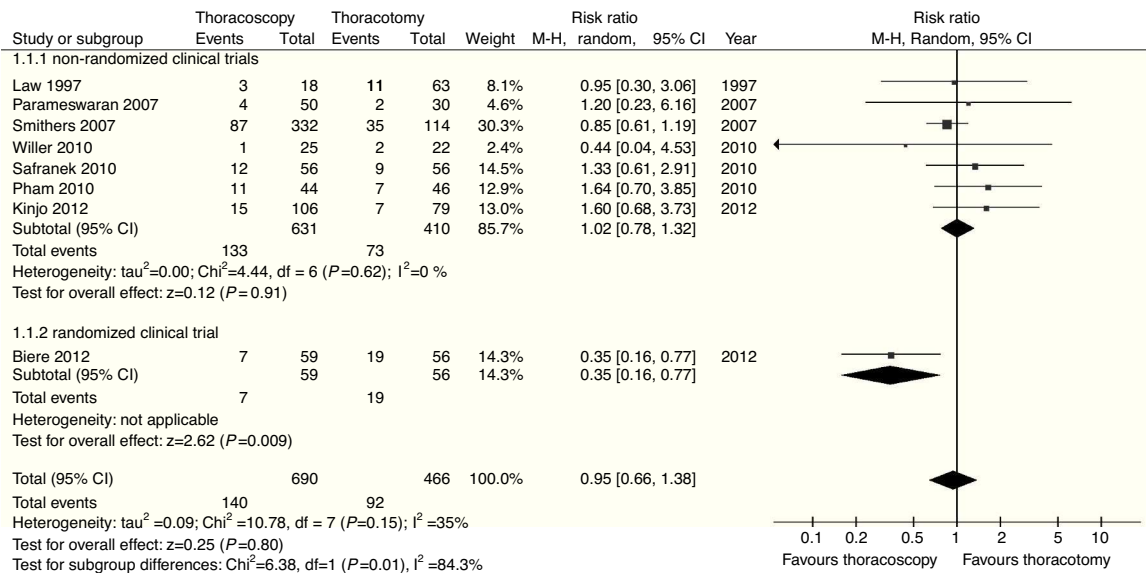 Thoracoscopy Thoracotomy Risk ratio Risk ratio
Study or subgroup Events Total Events Total Weight M-H, random, 95% CI Year M-H, Random, 95% CI
1.1.1 non-randomized clinical trials
Law 1997 3 18 11 63 8.1% 0.95 [0.30, 3.06] 1997
Parameswaran 2007 4 50 2 30 4.6% 1.20 [0.23, 6.16] 2007
Smithers 2007 87 332 35 114 30.3% 0.85 [0.61, 1.19] 2007
Willer 2010 1 25 2 22 2.4% 0.44 [0.04, 4.53] 2010
Safranek 2010 12 56 9 56 14.5% 1.33 [0.61, 2.91] 2010
Pham 2010 11 44 7 46 12.9% 1.64 [0.70, 3.85] 2010
Kinjo 2012 15 106 7 79 13.0% 1.60 [0.68, 3.73] 2012
Subtotal (95% CI) 631 410 85.7% 1.02 [0.78, 1.32]
Total events 133 73
Heterogeneity: tau²=0.00; Chi²=4.44, df = 6 (P=0.62); I²=0 %
Test for overall effect: z=0.12 (P=0.91)
1.1.2 randomized clinical trial
Biere 2012 7 59 19 56 14.3% 0.35 [0.16, 0.77] 2012
Subtotal (95% CI) 59 56 14.3% 0.35 [0.16, 0.77]
Total events 7 19
Heterogeneity: not applicable
Test for overall effect: z=2.62 (P=0.009)
Total (95% CI) 690 466 100.0% 0.95 [0.66, 1.38]
Total events 140 92
Heterogeneity: tau² =0.09; Chi² =10.78, df = 7 (P=0.15); I² =35%
0.1 0.2 0.5 1 2 5 10
Test for overall effect: z=0.25 (P=0.80)
Favours thoracoscopy Favours thoracotomy
Test for subgroup differences: Chi²=6.38, df=1 (P=0.01), I² =84.3%